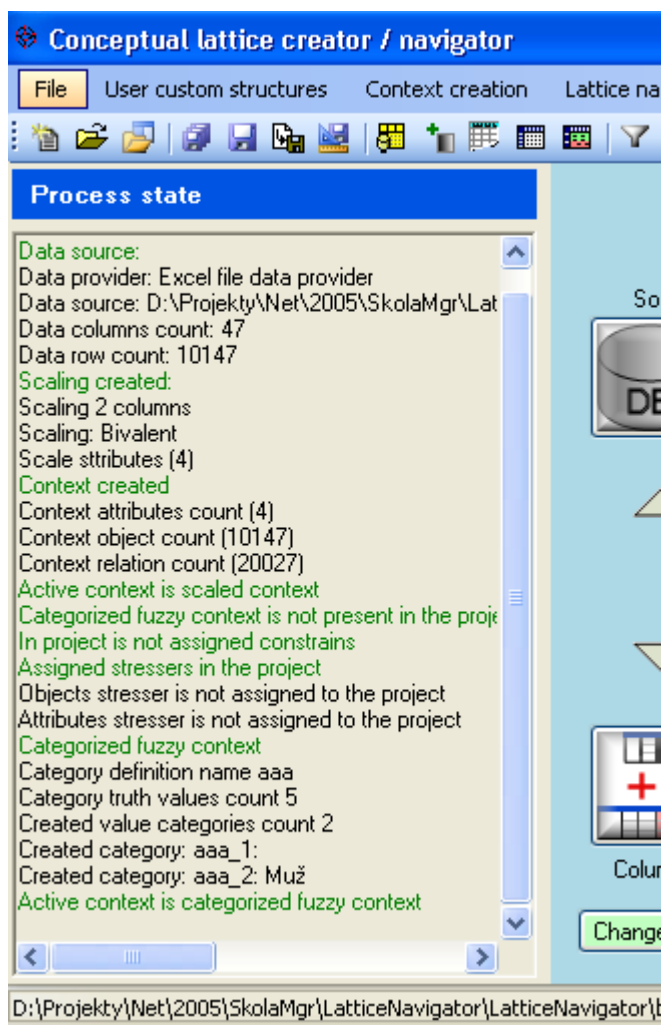 Conceptual lattice creator / navigator
File User custom structures Context creation Lattice na
Process state
Data source:
Data provider: Excel file data provider
Data source: D:\Projekty\Net\2005\SkolaMgr\Lat
Data columns count: 47
Data row count: 10147
Scaling created:
Scaling 2 columns
Scaling: Bivalent
Scale sttributes (4)
Context created
Context attributes count (4)
Context object count (10147)
Context relation count (20027)
Active context is scaled context
Categorized fuzzy context is not present in the proje
In project is not assigned constrains
Assigned stressers in the project
Objects stresser is not assigned to the project
Attributes stresser is not assigned to the project
Categorized fuzzy context
Category definition name aaa
Category truth values count 5
Created value categories count 2
Created category: aaa_1:
Created category: aaa_2: Muž
Active context is categorized fuzzy context
So
DB
Colum
Change
D:\Projekty\Net\2005\SkolaMgr\LatticeNavigator\LatticeNavigator\b